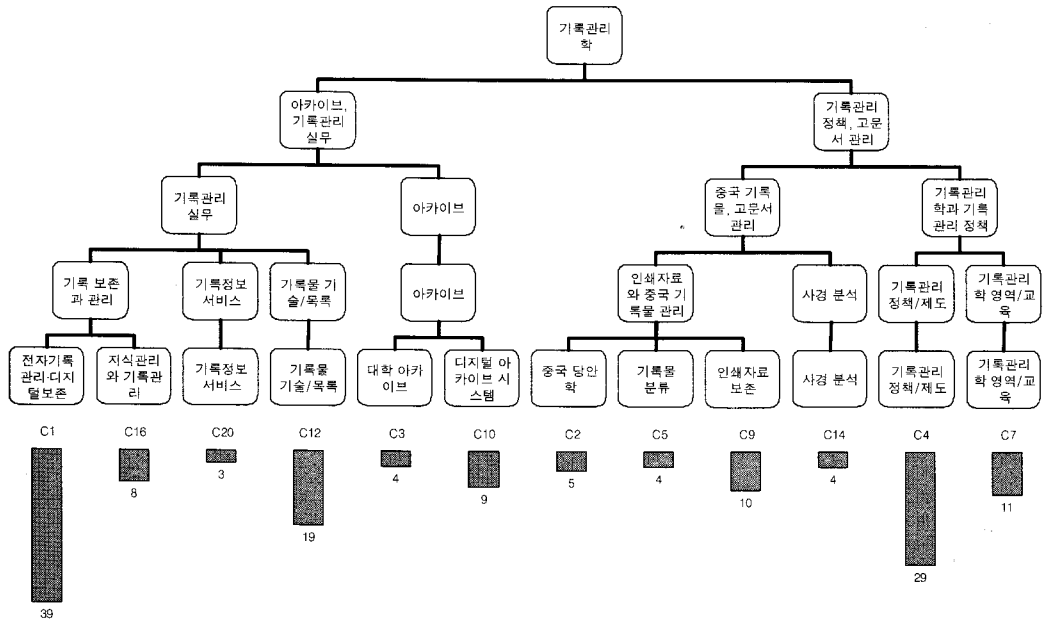 기록관리
학
아카이브,
기록관리
실무
기록관리
정책, 고문
서 관리
기록관리
실무
아카이브
중국 기록
물, 고문서
관리
기록관리
학과 기록
관리 정책
기록 보존
과 관리
기록정보
서비스
기록물 기
술/목록
아카이브
인쇄자료
와 중국 기
록물 관리
사경 분석
기록관리
정책/제도
기록관리
학 영역/교
육
전자기록
관리·디지
털보존
지식관리
와 기록관
리
기록정보
서비스
기록물
기술/목록
대학 아카
이브
디지털 아
카이브 시
스템
중국 당안
학
기록물
분류
인쇄자료
보존
사경 분석
기록관리
정책/제도
기록관리
학 영역/교
육
C1 C16 C20 C12 C3 C10 C2 C5 C9 C14 C4 C7
39 8 3 19 4 9 5 4 10 4 29 11